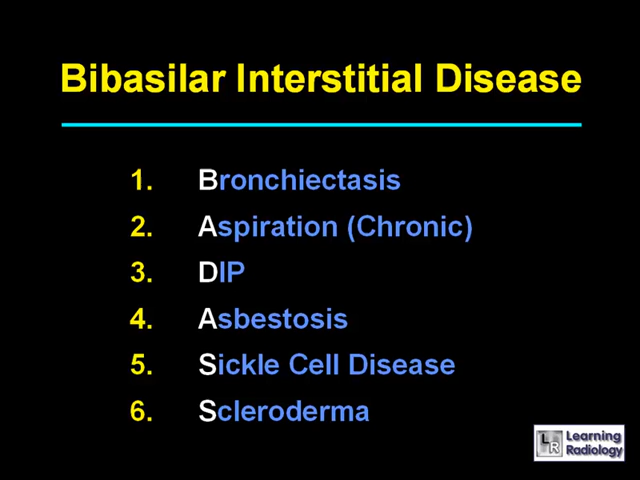 Bibasilar Interstitial Disease
1. Bronchiectasis
2. Aspiration (Chronic)
3. DIP
4. Asbestosis
5. Sickle Cell Disease
6. Scleroderma
LR Learning
Radiology